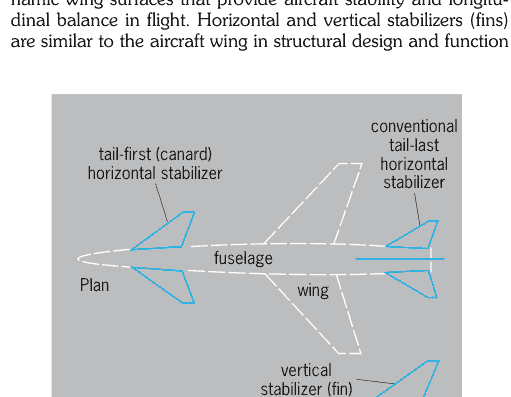 namic wing surfaces that provide aircraft stability and longitu-
dinal balance in flight. Horizontal and vertical stabilizers (fins)
are similar to the aircraft wing in structural design and function
conventional
tail-last
horizontal
stabilizer
tail-first (canard)
horizontal stabilizer
fuselage
Plan
wing
vertical
stabilizer (fin)